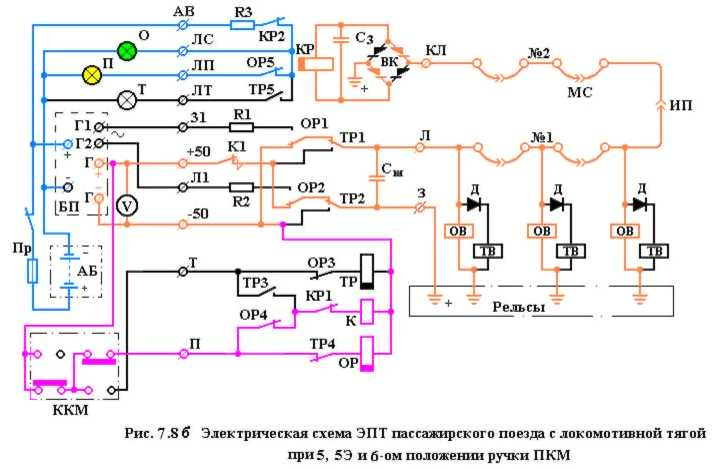 АВ R3 КР2
О ЛС
П ЛП ОР5
Т ЛТ ТР5
КР С3 ВК + КЛ №2 МС ИП
Г1 З1 R1 ОР1 ТР1 Л №1
Г2
Г +50 К1
+ + Л1 R2 ОР2 ТР2 Сш З
Г V -50
БП
Д Д Д
ОВ ОВ ОВ
ТВ ТВ ТВ
+ Рельсы
Пр АБ
− +
Т ОР3 ТР
ТР3
ОР4 КР1 К
П ТР4 ОР
ККМ
Рис. 7.8б Электрическая схема ЭПТ пассажирского поезда с локомотивной тягой
при 5, 5Э и 6-ом положении ручки ПКМ